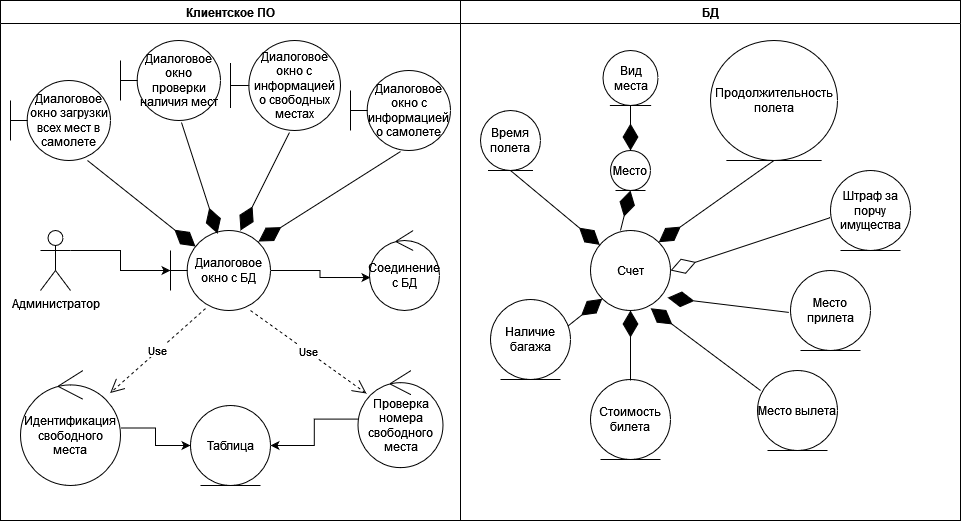 Клиентское ПО
БД
Диалоговое
окно загрузки
всех мест в
самолете
Диалоговое
окно
проверки
наличия мест
Диалоговое
окно с
информацией
о свободных
местах
Диалоговое
окно с
информацией
о самолете
Администратор
Диалоговое
окно с БД
Соединение
с БД
Use
Use
Идентификация
свободного
места
Таблица
Проверка
номера
свободного
места
Время
полета
Вид
места
Место
Продолжительность
полета
Штраф за
порчу
имущества
Счет
Место
прилета
Наличие
багажа
Стоимость
билета
Место вылета